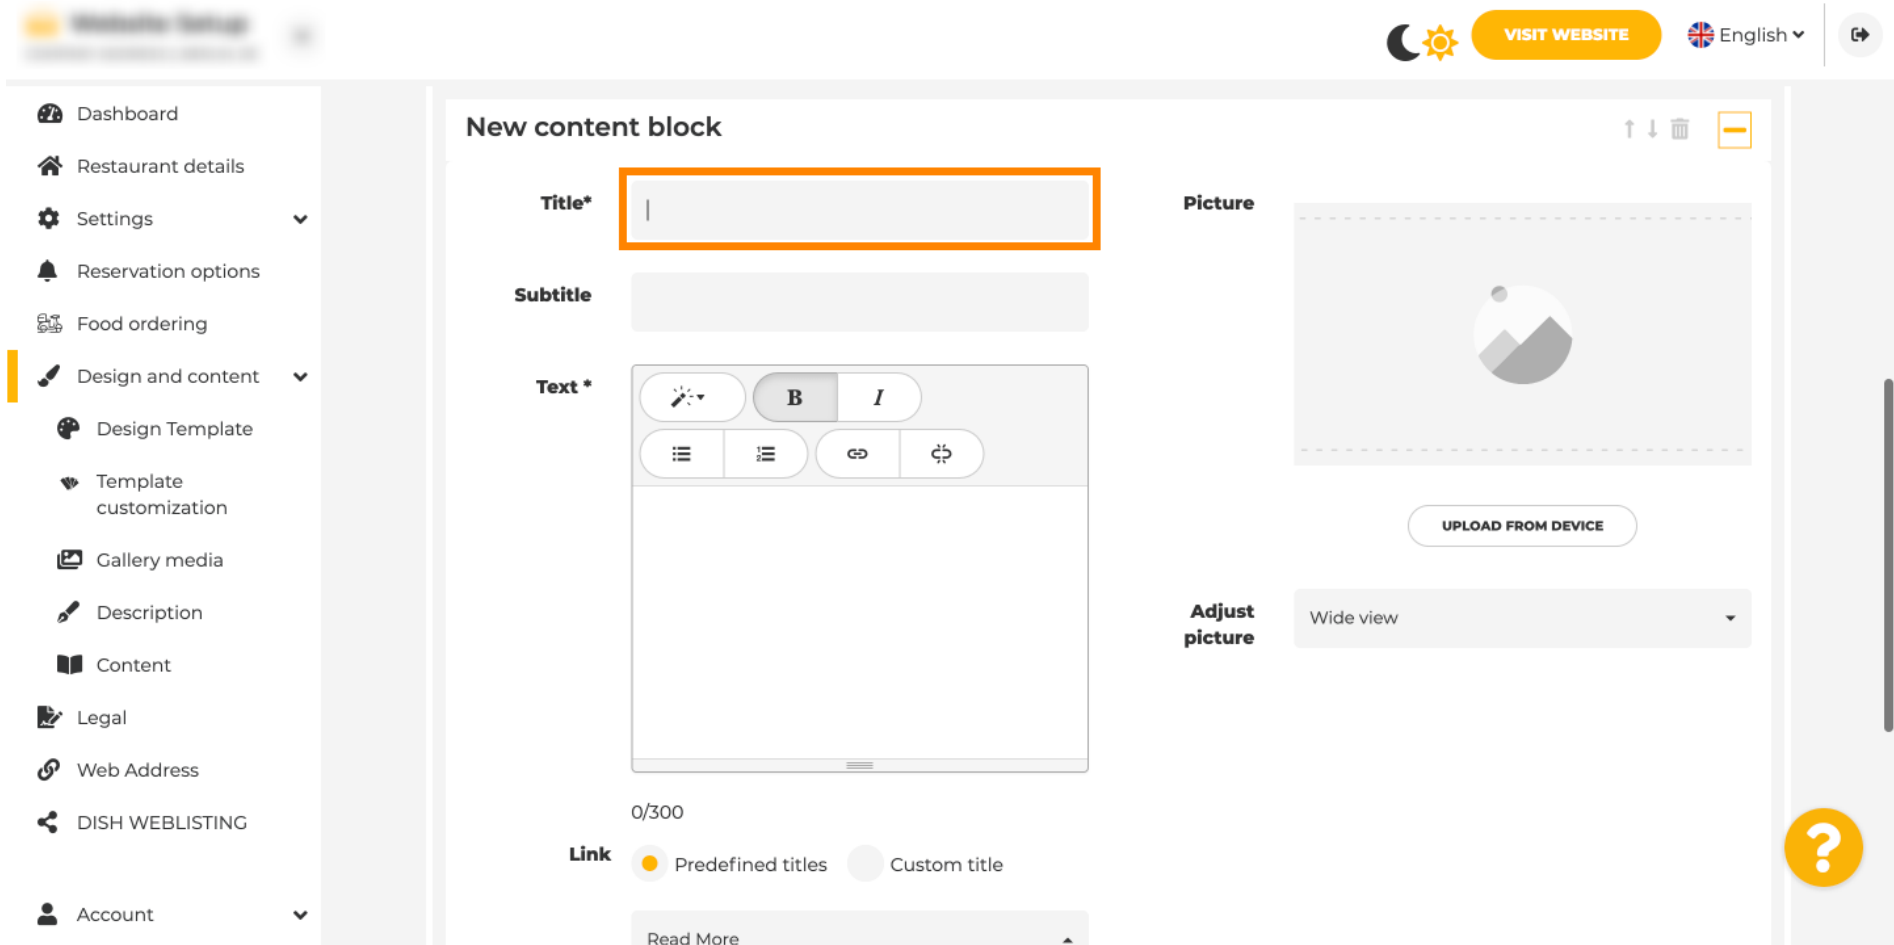 VISIT WEBSITE
English
Dashboard
Restaurant details
Settings
Reservation options
Food ordering
Design and content
Design Template
Template
customization
Gallery media
Description
Content
Legal
Web Address
DISH WEBLISTING
Account
New content block
Title*
Subtitle
Text *
B I
0/300
Link
Predefined titles
Custom title
Read More
Picture
UPLOAD FROM DEVICE
Adjust
picture
Wide view
?